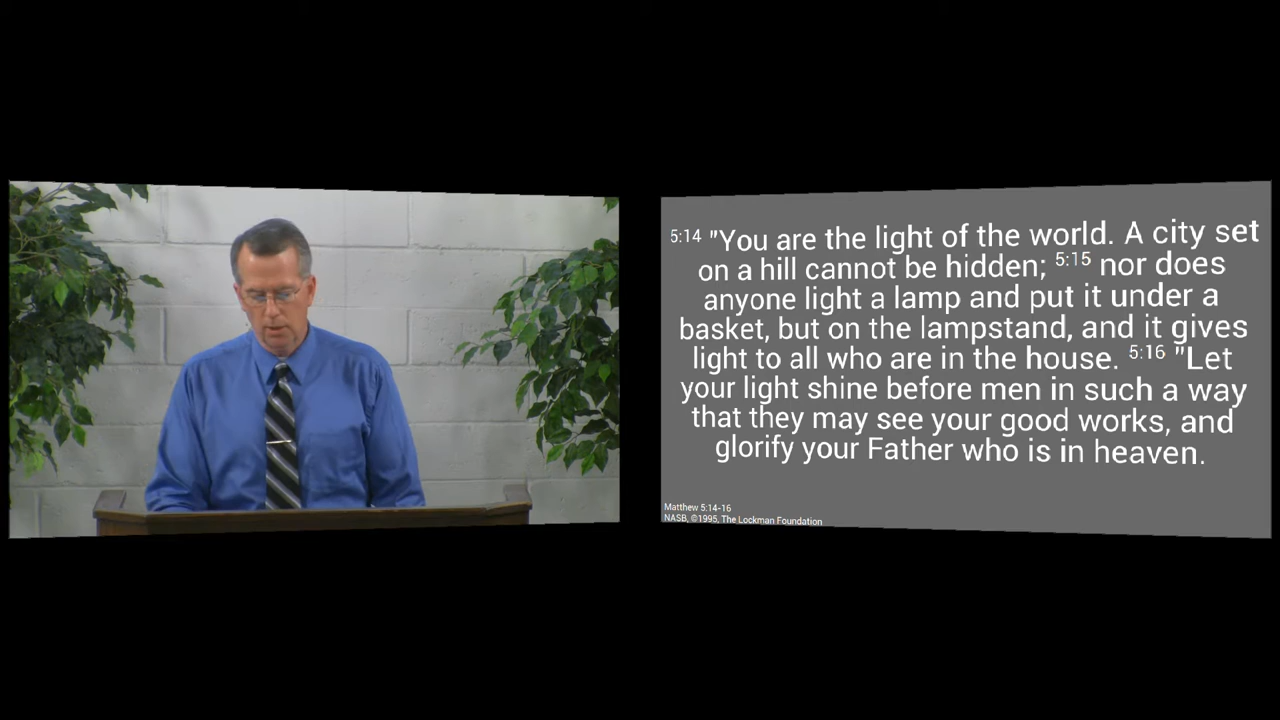 5:14 "You are the light of the world. A city set
on a hill cannot be hidden; 5:15 nor does
anyone light a lamp and put it under a
basket, but on the lampstand, and it gives
light to all who are in the house. 5:16 "Let
your light shine before men in such a way
that they may see your good works, and
glorify your Father who is in heaven.
Matthew 5:14-16
NASB, ©1995, The Lockman Foundation